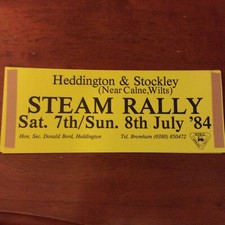 Heddington & Stockley
(Near Calne, Wilts)
STEAM RALLY
Sat. 7th/Sun. 8th July '84
Hon. Sec. Donald Bord, Heddington Tel. Bromham (0380) 850472